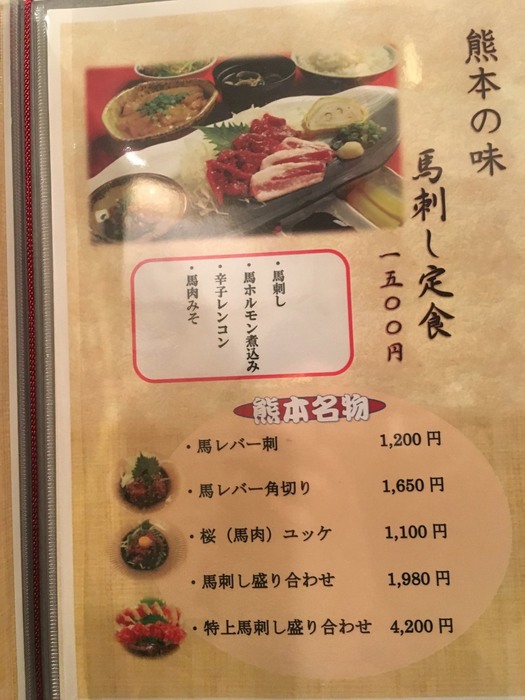 熊本の味
馬刺し定食
一五〇〇円
・馬刺し
・馬ホルモン煮込み
・辛子レンコン
・馬肉みそ
熊本名物
・馬レバー刺 1,200円
・馬レバー角切り 1,650円
・桜（馬肉）ユッケ 1,100円
・馬刺し盛り合わせ 1,980円
・特上馬刺し盛り合わせ 4,200円